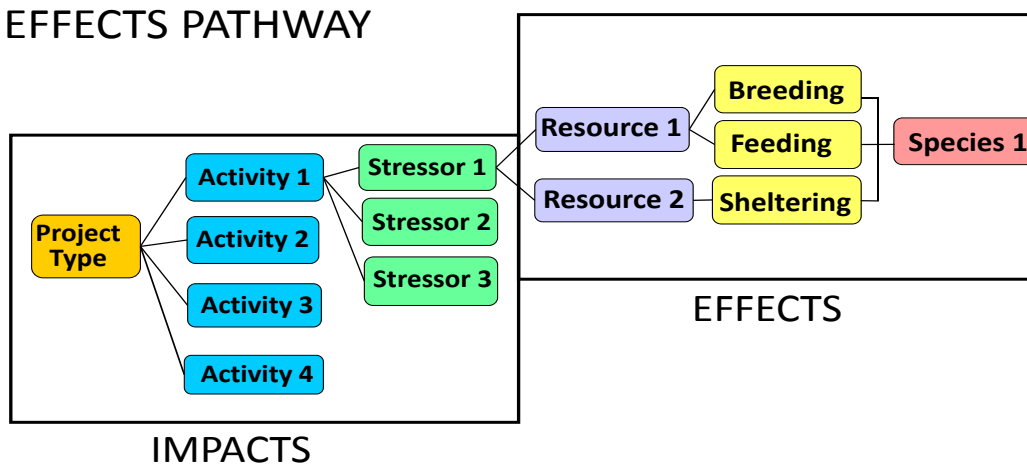 EFFECTS PATHWAY
Project
Type
Activity 1
Activity 2
Activity 3
Activity 4
Stressor 1
Stressor 2
Stressor 3
IMPACTS
Resource 1
Resource 2
Breeding
Feeding
Sheltering
Species 1
EFFECTS